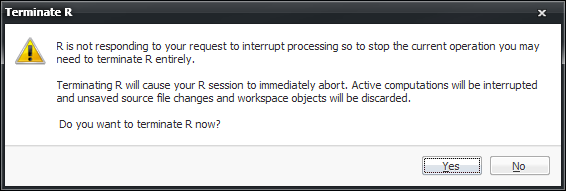 Terminate R
R is not responding to your request to interrupt processing so to stop the current operation you may
need to terminate R entirely.
Terminating R will cause your R session to immediately abort. Active computations will be interrupted
and unsaved source file changes and workspace objects will be discarded.
Do you want to terminate R now?
Yes No